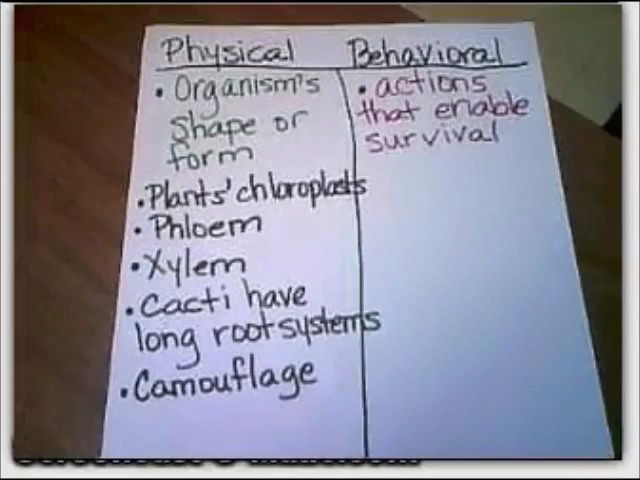 Physical
Behavioral
• Organism's
shape or
form
• Plants' chloroplasts
• Phloem
• Xylem
• Cacti have
long root systems
• Camouflage
• actions
that enable
survival